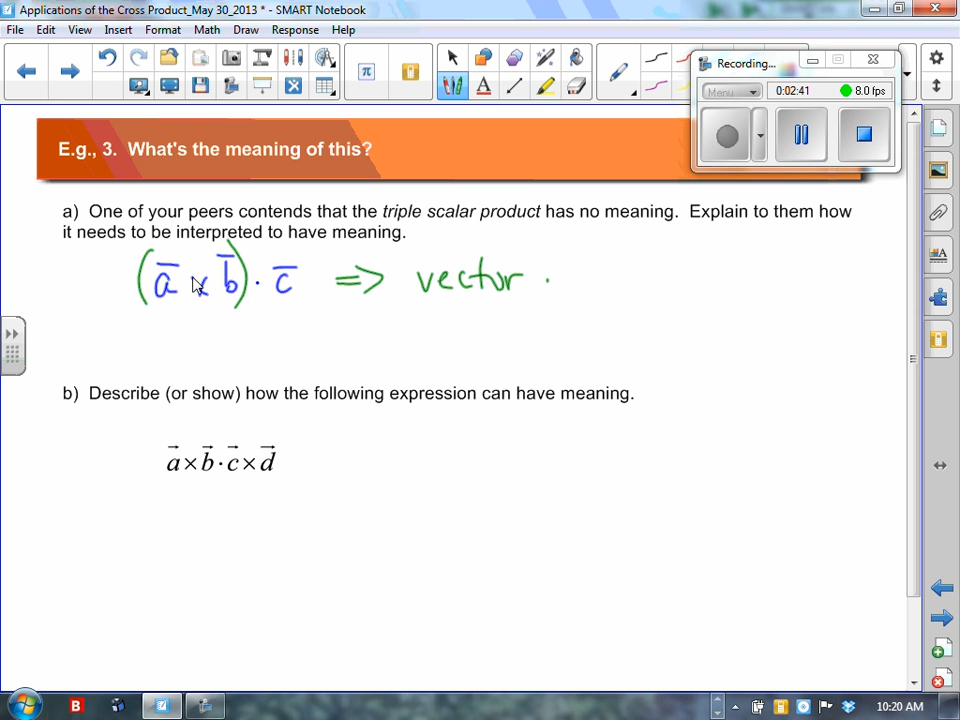 Applications of the Cross Product_May 30_2013 * - SMART Notebook
File Edit View Insert Format Math Draw Response Help
Recording...
Menu 0:02:41 8.0 fps
E.g., 3. What's the meaning of this?
a) One of your peers contends that the triple scalar product has no meaning. Explain to them how
it needs to be interpreted to have meaning.
(a̅ × b̅) · c̅ => vector ·
b) Describe (or show) how the following expression can have meaning.
a⃗ × b⃗ · c⃗ × d⃗
10:20 AM